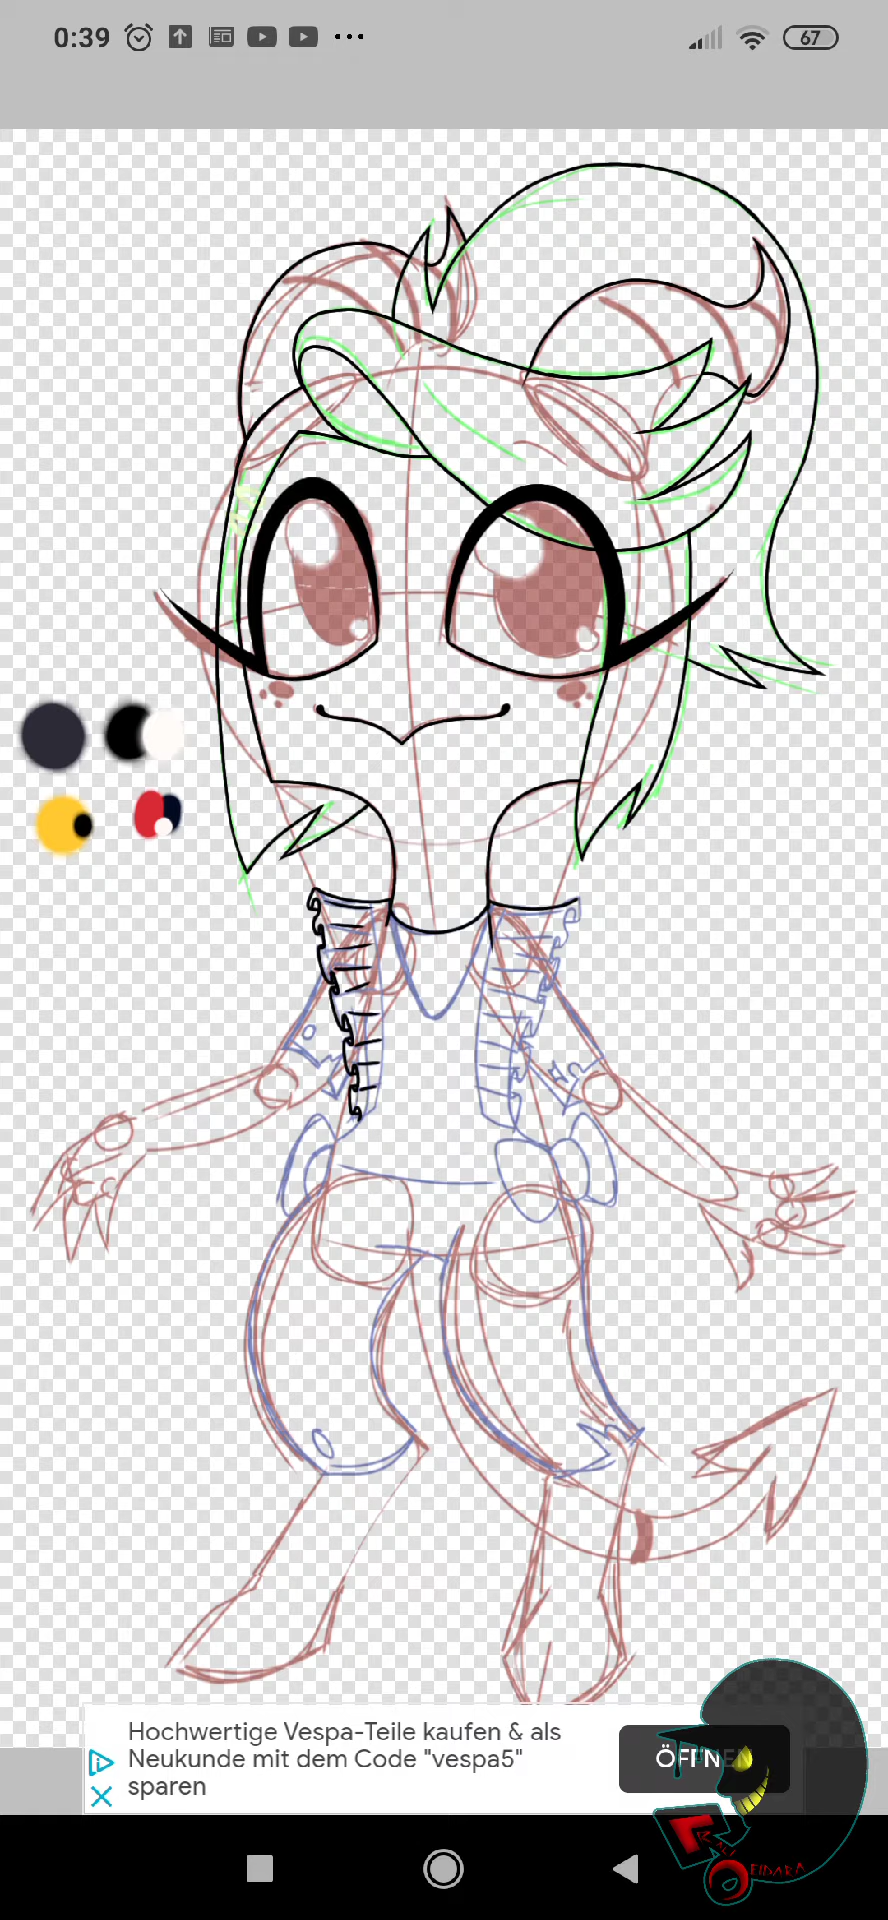 0:39
67
Hochwertige Vespa-Teile kaufen & als
Neukunde mit dem Code "vespa5"
sparen
ÖFFNEN